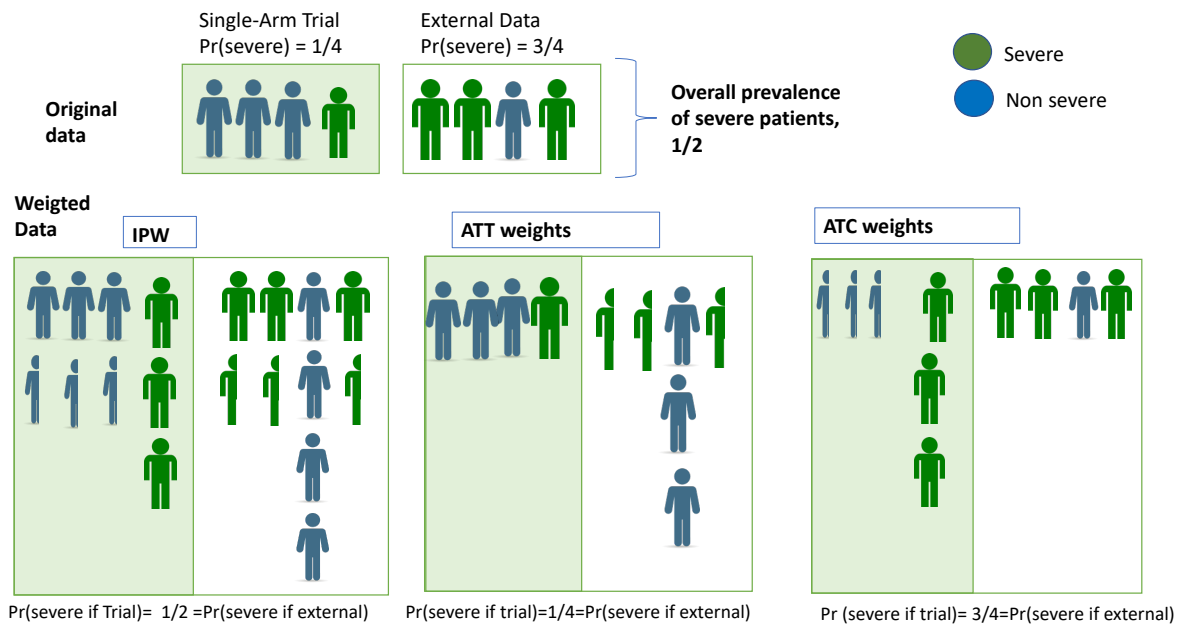 Single-Arm Trial
Pr(severe) = 1/4
External Data
Pr(severe) = 3/4
Severe
Non severe
Original
data
Overall prevalence
of severe patients,
1/2
Weigted
Data
IPW
ATT weights
ATC weights
Pr(severe if Trial)= 1/2 =Pr(severe if external)
Pr(severe if trial)=1/4=Pr(severe if external)
Pr (severe if trial)= 3/4=Pr(severe if external)